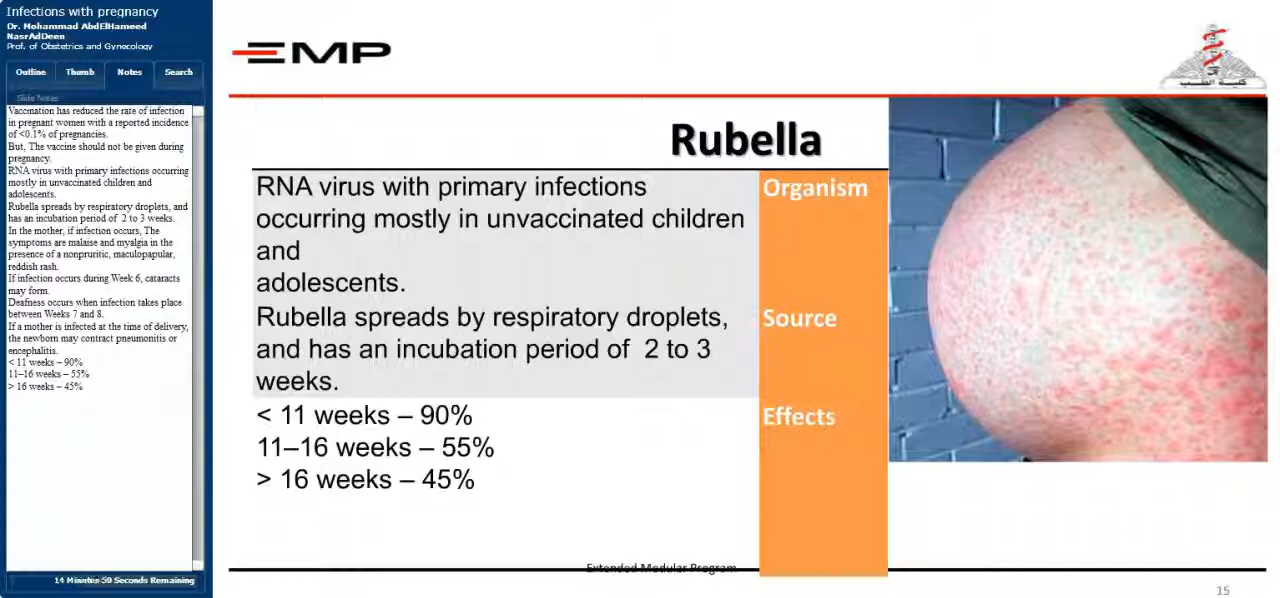 Infections with pregnancy
Dr. Mohammad AbdElHameed
NasrAdDeen
Prof. of Obstetrics and Gynecology
Outline Thumb Notes Search
Slide Notes
Vaccination has reduced the rate of infection
in pregnant women with a reported incidence
of <0.1% of pregnancies.
But, The vaccine should not be given during
pregnancy.
RNA virus with primary infections occurring
mostly in unvaccinated children and
adolescents.
Rubella spreads by respiratory droplets, and
has an incubation period of 2 to 3 weeks.
In the mother, if infection occurs, The
symptoms are malaise and myalgia in the
presence of a nonpruritic, maculopapular,
reddish rash.
If infection occurs during Week 6, cataracts
may form.
Deafness occurs when infection takes place
between Weeks 7 and 8.
If a mother is infected at the time of delivery,
the newborn may contract pneumonitis or
encephalitis.
< 11 weeks – 90%
11–16 weeks – 55%
> 16 weeks – 45%
Seconds Remaining
EMP
كلية الطب
Rubella
RNA virus with primary infections
occurring mostly in unvaccinated children
and
adolescents.
Organism
Rubella spreads by respiratory droplets,
and has an incubation period of 2 to 3
weeks.
Source
< 11 weeks – 90%
11–16 weeks – 55%
> 16 weeks – 45%
Effects
Extended Modular Program
15